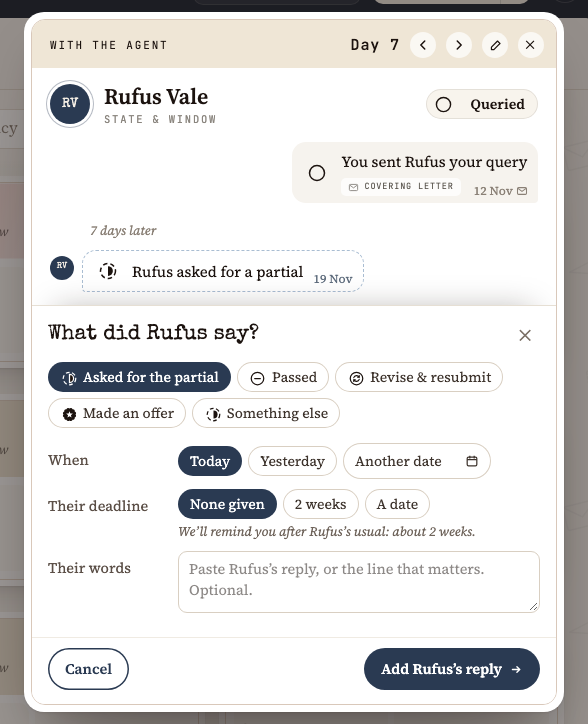 WITH THE AGENT
Day 7
RV
Rufus Vale
STATE & WINDOW
Queried
You sent Rufus your query
COVERING LETTER
12 Nov
7 days later
RV
Rufus asked for a partial
19 Nov
What did Rufus say?
Asked for the partial
Passed
Revise & resubmit
Made an offer
Something else
When
Today
Yesterday
Another date
Their deadline
None given
2 weeks
A date
We’ll remind you after Rufus’s usual: about 2 weeks.
Their words
Paste Rufus’s reply, or the line that matters.
Optional.
Cancel
Add Rufus’s reply →